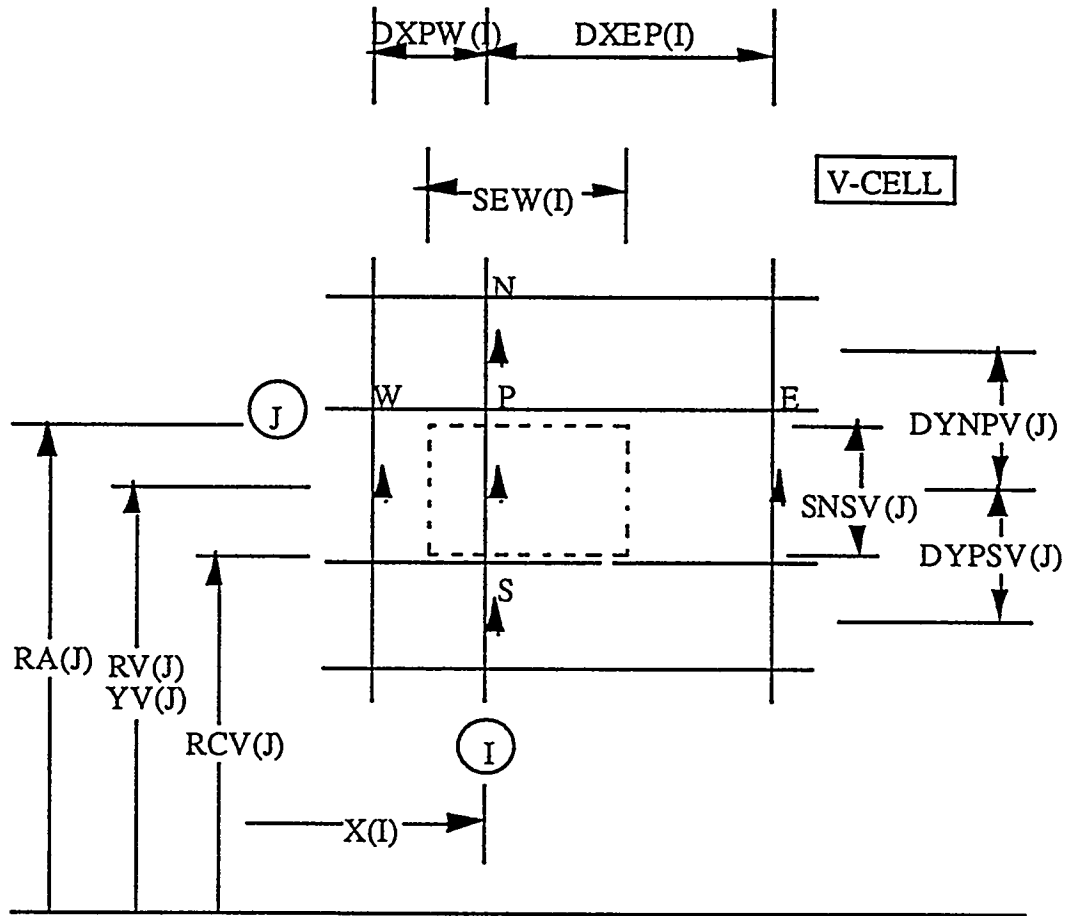 DXPW(I)
DXEP(I)
V-CELL
SEW(I)
N
W
P
E
J
DYNPV(J)
SNSV(J)
DYPSV(J)
S
RA(J)
RV(J)
YV(J)
RCV(J)
I
X(I)